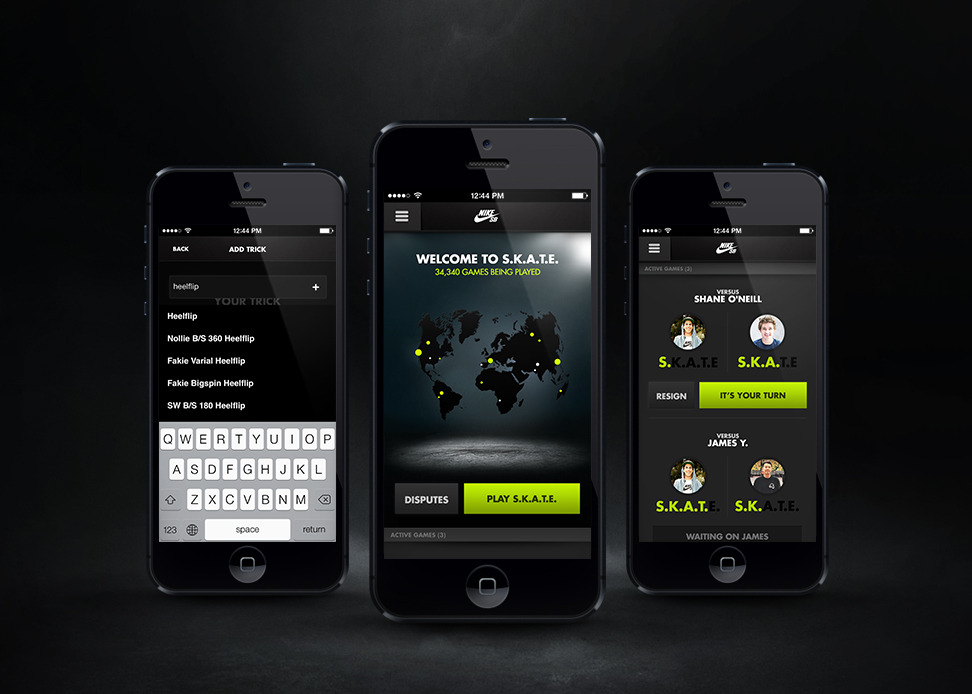 12:44 PM
BACK
ADD TRICK
heelflip
+
YOUR TRICK
Heelflip
Nollie B/S 360 Heelflip
Fakie Varial Heelflip
Fakie Bigspin Heelflip
SW B/S 180 Heelflip
Q W E R T Y U I O P
A S D F G H J K L
Z X C V B N M
123
space
return
12:44 PM
NIKE
SB
WELCOME TO S.K.A.T.E.
34,340 GAMES BEING PLAYED
DISPUTES
PLAY S.K.A.T.E.
ACTIVE GAMES (3)
12:44 PM
NIKE
SB
ACTIVE GAMES (3)
VERSUS
SHANE O'NEILL
S.K.A.T.E
S.K.A.T.E
RESIGN
IT'S YOUR TURN
VERSUS
JAMES Y.
S.K.A.T.E.
S.K.A.T.E.
WAITING ON JAMES